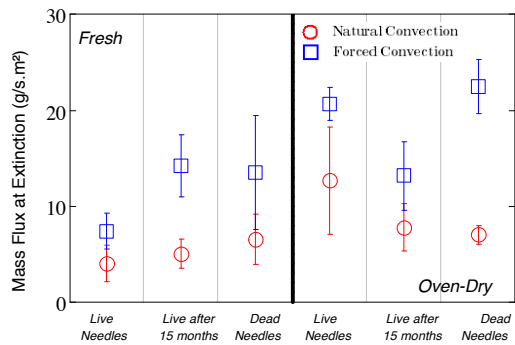 Fresh
Natural Convection
Forced Convection
Mass Flux at Extinction (g/s.m²)
30
20
10
0
Oven-Dry
Live Needles
Live after 15 months
Dead Needles
Live Needles
Live after 15 months
Dead Needles